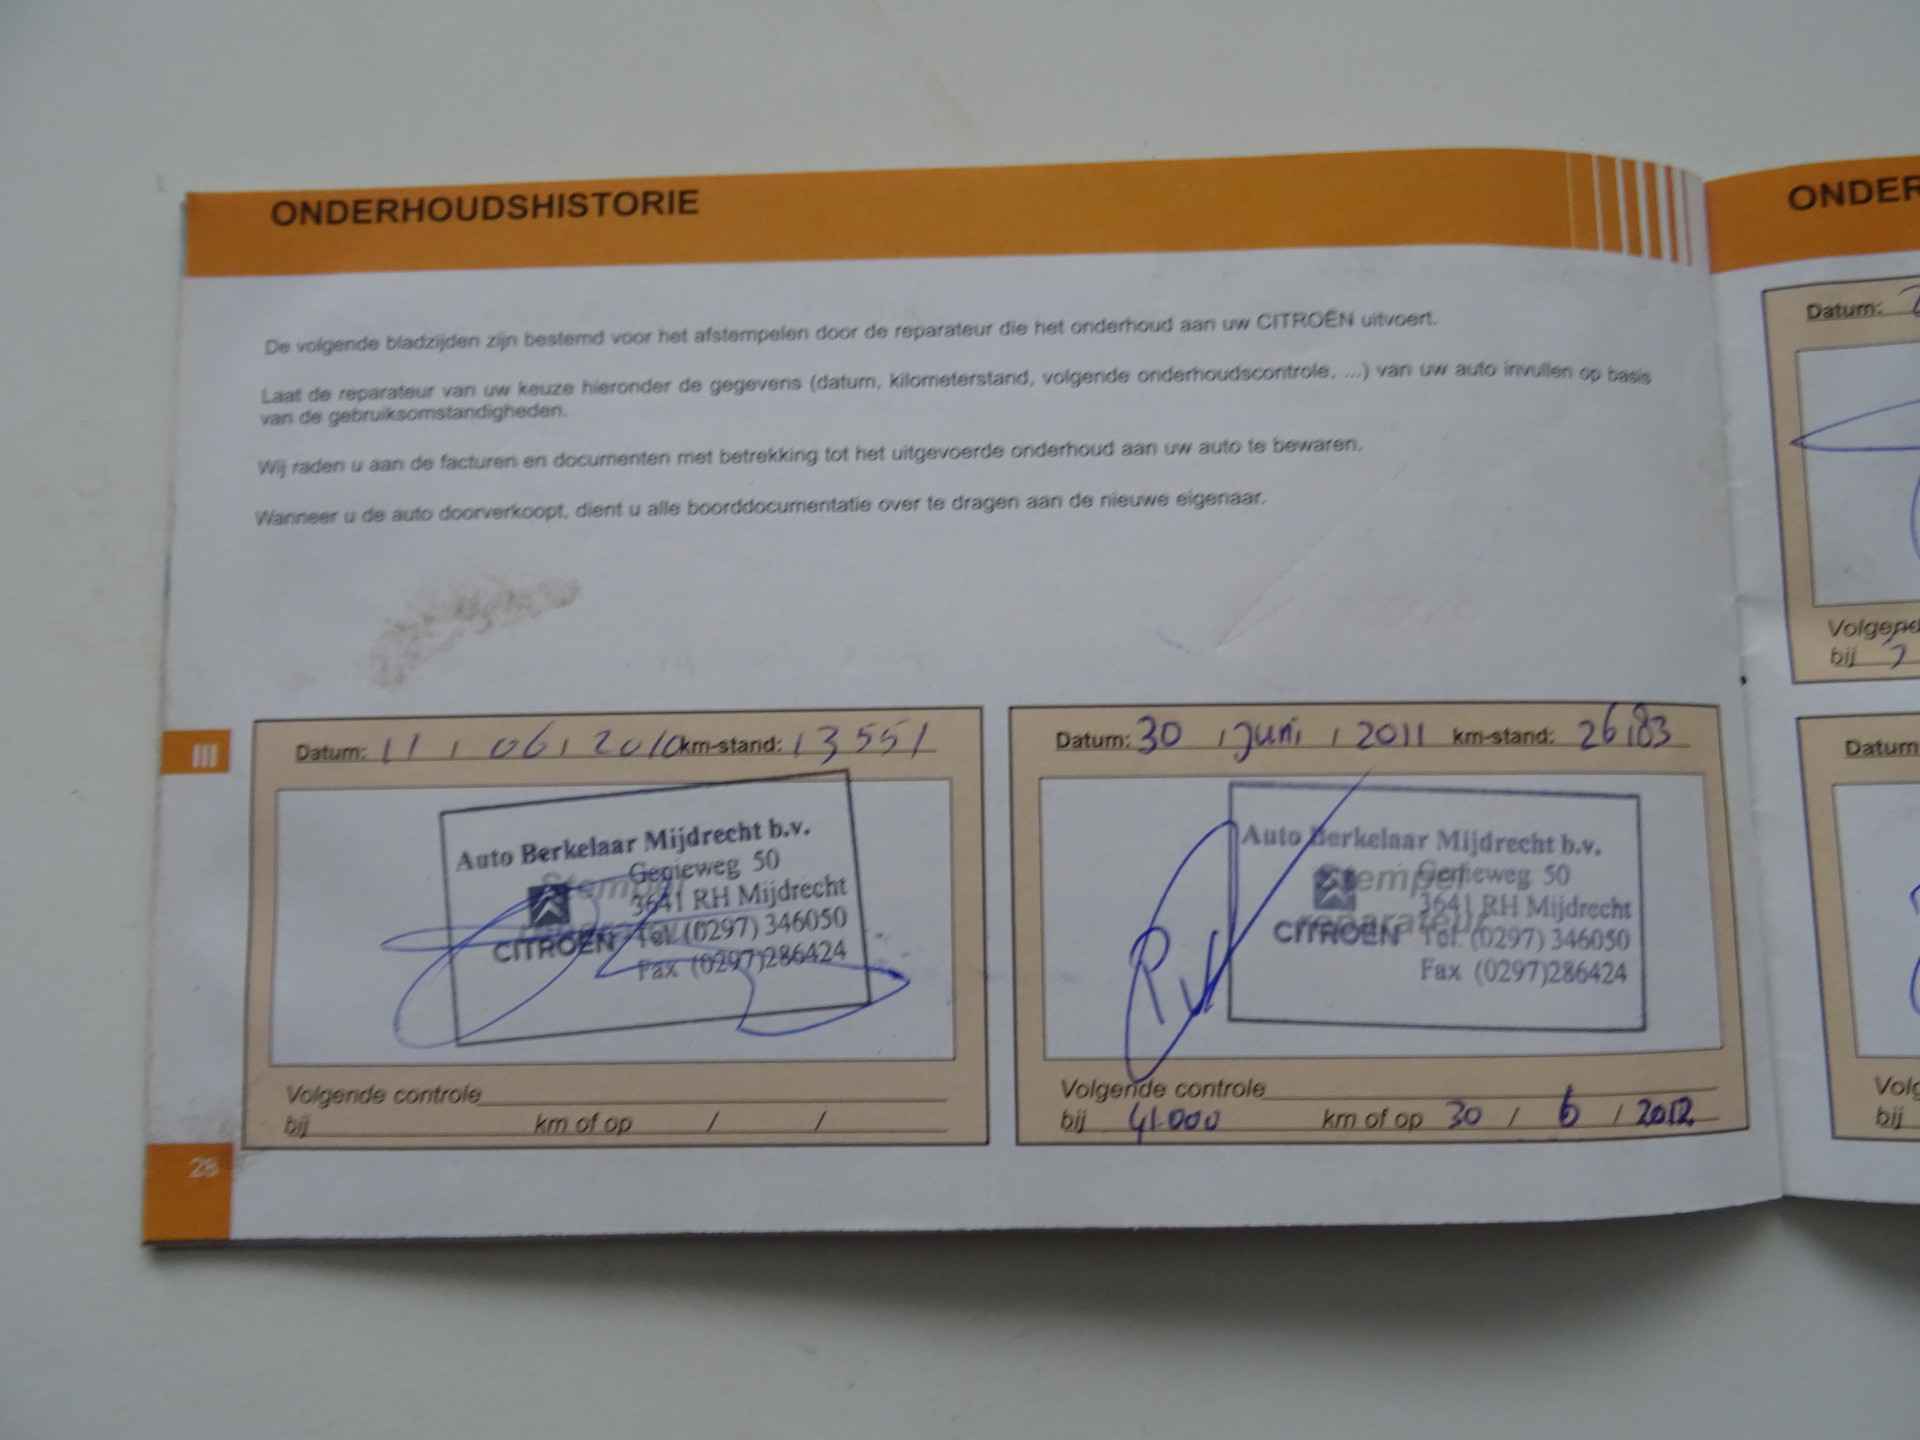 ONDERHOUDSHISTORIE
De volgende bladzijden zijn bestemd voor het afstempelen door de reparateur die het onderhoud aan uw CITROËN uitvoert.
Laat de reparateur van uw keuze hieronder de gegevens (datum, kilometerstand, volgende onderhoudscontrole, ...) van uw auto invullen op basis
van de gebruiksomstandigheden.
Wij raden u aan de facturen en documenten met betrekking tot het uitgevoerde onderhoud aan uw auto te bewaren.
Wanneer u de auto doorverkoopt, dient u alle boorddocumentatie over te dragen aan de nieuwe eigenaar.
III
Datum: 11 / 06 / 2010 km-stand: 13551
Auto Berkelaar Mijdrecht b.v.
Genieweg 50
3641 RH Mijdrecht
CITROËN Tel. (0297) 346050
Fax (0297)286424
Volgende controle
bij km of op / /
Datum: 30 / Juni / 2011 km-stand: 26183
Auto Berkelaar Mijdrecht b.v.
Stempel
Genieweg 50
3641 RH Mijdrecht
reparateur
CITROËN Tel. (0297) 346050
Fax (0297)286424
Volgende controle
bij 41.000 km of op 30 / 6 / 2012
28
ONDER
Datum:
Volgende
bij
Datum
Volg
bij